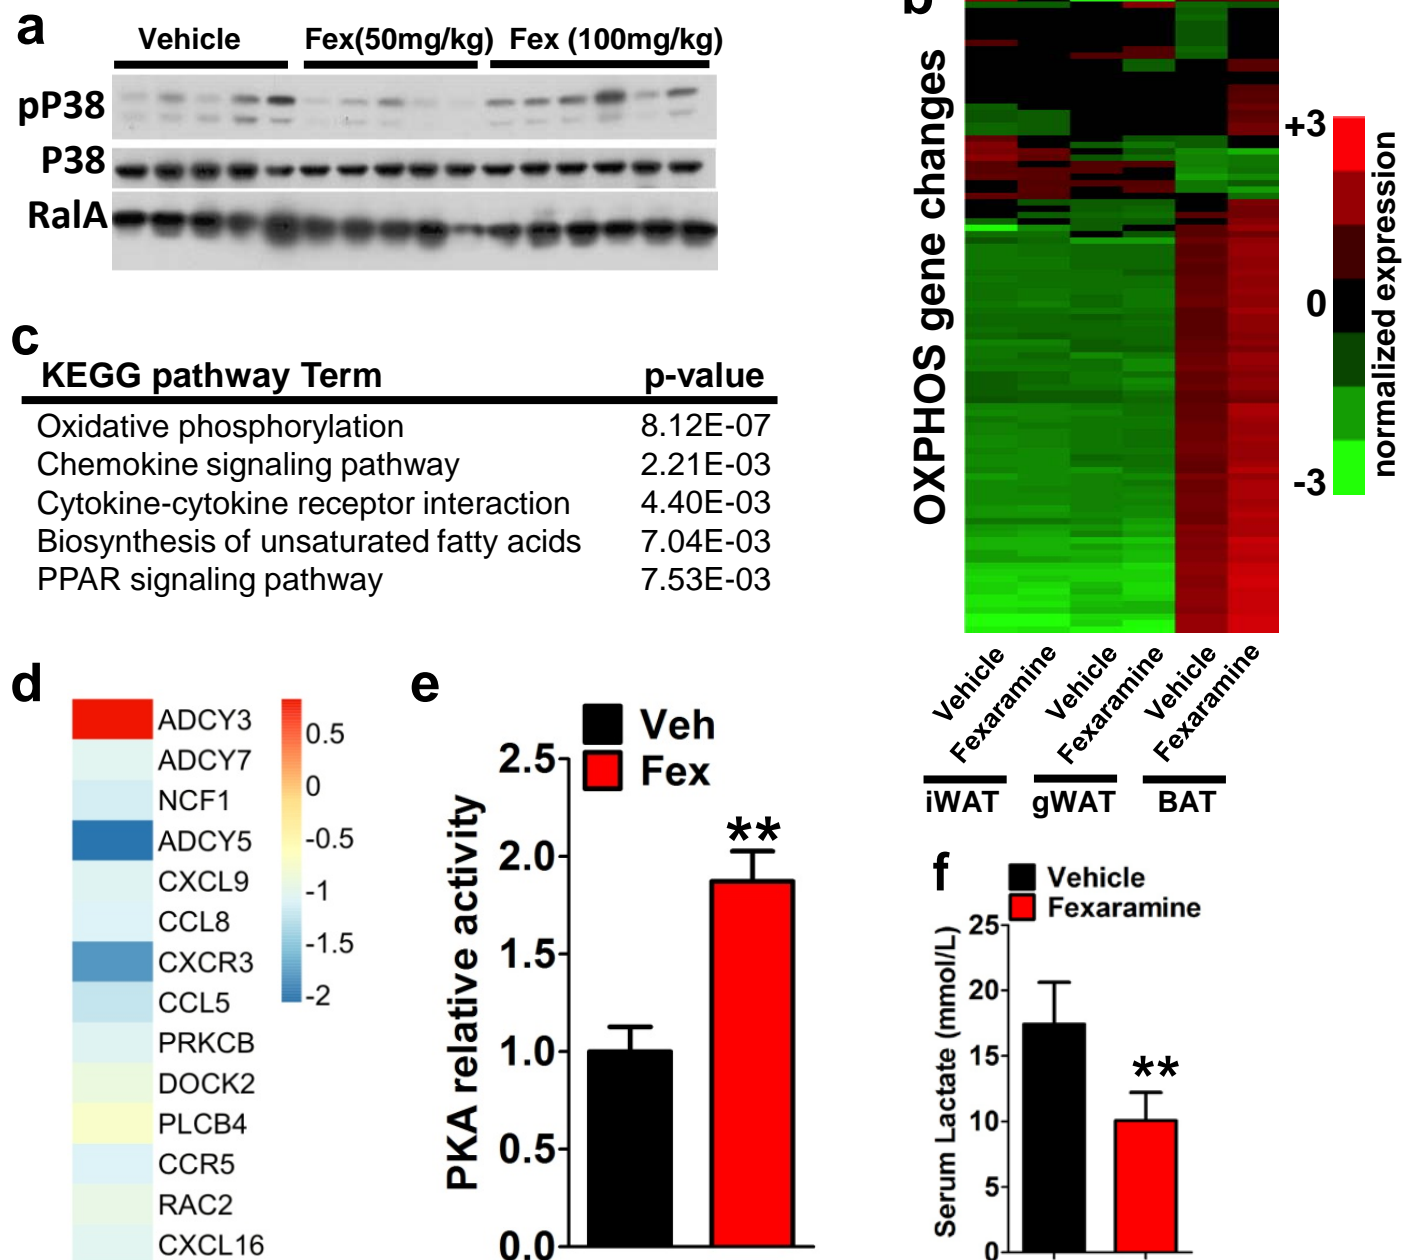 a
Vehicle Fex(50mg/kg) Fex (100mg/kg)
pP38
P38
RalA
b
OXPHOS gene changes
+3
0
-3
normalized expression
Vehicle
Fexaramine
Vehicle
Fexaramine
Vehicle
Fexaramine
iWAT gWAT BAT
c
KEGG pathway Term p-value
Oxidative phosphorylation 8.12E-07
Chemokine signaling pathway 2.21E-03
Cytokine-cytokine receptor interaction 4.40E-03
Biosynthesis of unsaturated fatty acids 7.04E-03
PPAR signaling pathway 7.53E-03
d
ADCY3
ADCY7
NCF1
ADCY5
CXCL9
CCL8
CXCR3
CCL5
PRKCB
DOCK2
PLCB4
CCR5
RAC2
CXCL16
0.5
0
-0.5
-1
-1.5
-2
e
Veh
Fex
PKA relative activity
2.5
2.0
1.5
1.0
0.5
0.0
**
f
Vehicle
Fexaramine
Serum Lactate (mmol/L)
25
20
15
10
5
0
**